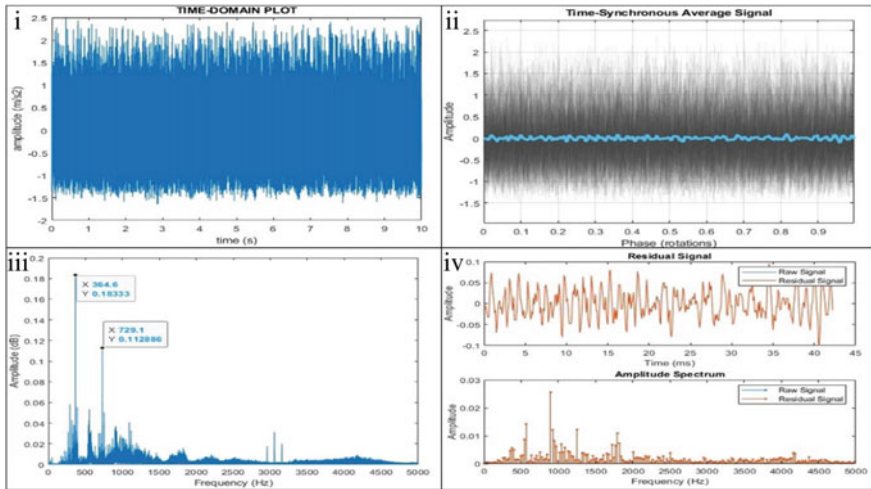 i
TIME-DOMAIN PLOT
2.5
2
1.5
1
0.5
0
-0.5
-1
-1.5
-2
amplitude (m/s2)
0 1 2 3 4 5 6 7 8 9 10
time (s)
ii
Time-Synchronous Average Signal
2.5
2
1.5
1
0.5
0
-0.5
-1
-1.5
Amplitude
0 0.1 0.2 0.3 0.4 0.5 0.6 0.7 0.8 0.9
Phase (rotations)
iii
0.2
0.18
0.16
0.14
0.12
0.1
0.08
0.06
0.04
0.02
0
Amplitude (dB)
X 364.6
Y 0.18333
X 729.1
Y 0.112886
0 500 1000 1500 2000 2500 3000 3500 4000 4500 5000
Frequency (Hz)
iv
Residual Signal
0.1
0.05
0
-0.05
-0.1
Amplitude
Raw Signal
Residual Signal
0 5 10 15 20 25 30 35 40 45
Time (ms)
Amplitude Spectrum
0.03
0.02
0.01
0
Amplitude
Raw Signal
Residual Signal
0 500 1000 1500 2000 2500 3000 3500 4000 4500 5000
Frequency (Hz)